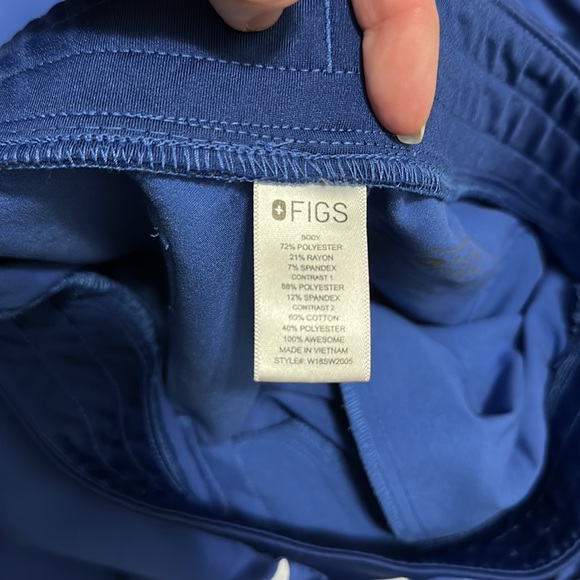 FIGS
BODY
72% POLYESTER
21% RAYON
7% SPANDEX
CONTRAST 1
88% POLYESTER
12% SPANDEX
CONTRAST 2
60% COTTON
40% POLYESTER
100% AWESOME
MADE IN VIETNAM
STYLE#: W18SW2005